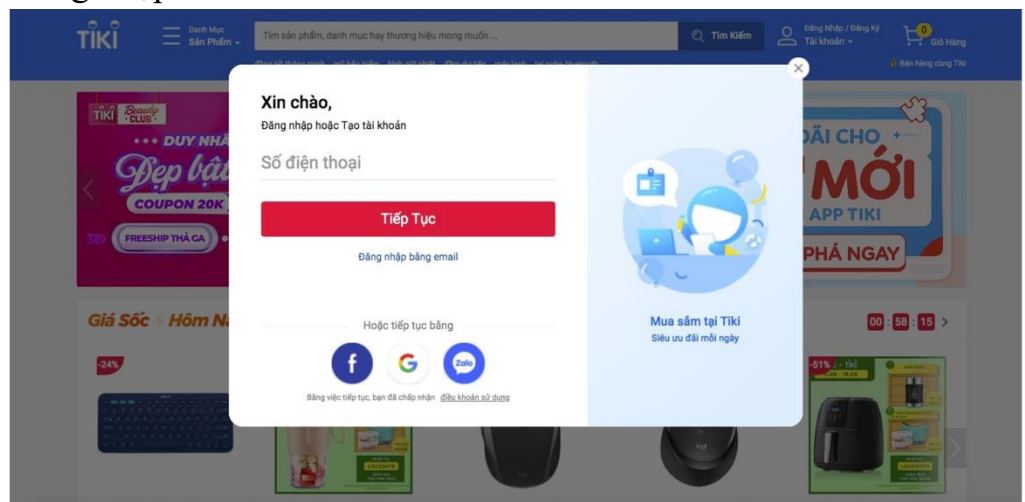 TIKI
Danh Mục
Sản Phẩm
Tìm sản phẩm, danh mục hay thương hiệu mong muốn ...
Tìm Kiếm
Đăng Nhập / Đăng Ký
Tài khoản
0
Giỏ Hàng
Bán hàng cùng Tiki
Xin chào,
Đăng nhập hoặc Tạo tài khoản
Số điện thoại
Tiếp Tục
Đăng nhập bằng email
Hoặc tiếp tục bằng
f G Zalo
Bằng việc tiếp tục, bạn đã chấp nhận điều khoản sử dụng
Mua sắm tại Tiki
Siêu ưu đãi mỗi ngày
TIKI Beauty CLUB
DUY NHẤ
Đẹp bật
COUPON 20K
FREESHIP THẢ GA
ĐÃI CHO
MỚI
APP TIKI
PHÁ NGAY
Giá Sốc Hôm Na
00 : 58 : 15
-24%
-51%